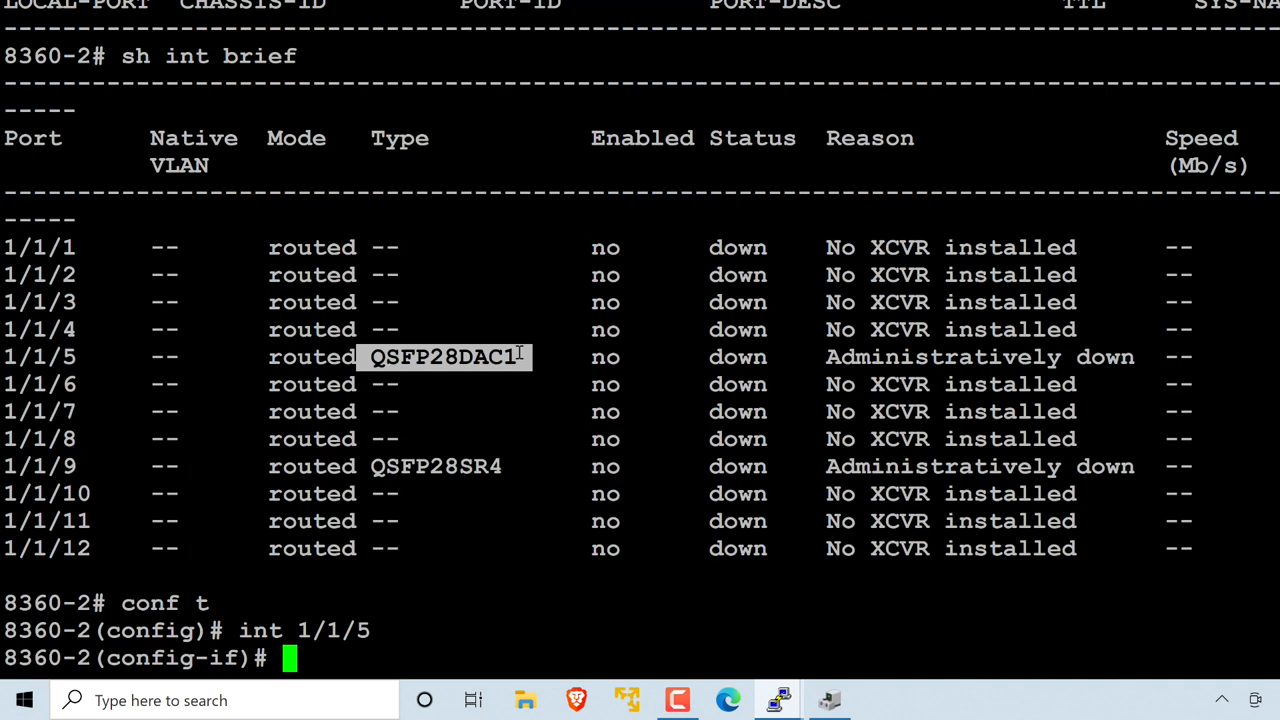 LOCAL-PORT CHASSIS-ID PORT-ID PORT-DESC TTL SYS-NA
--------------------------------------------------------------------------------------
8360-2# sh int brief
--------------------------------------------------------------------------------------
-----
Port Native Mode Type Enabled Status Reason Speed
VLAN (Mb/s)
--------------------------------------------------------------------------------------
-----
1/1/1 -- routed -- no down No XCVR installed --
1/1/2 -- routed -- no down No XCVR installed --
1/1/3 -- routed -- no down No XCVR installed --
1/1/4 -- routed -- no down No XCVR installed --
1/1/5 -- routed QSFP28DAC1 no down Administratively down --
1/1/6 -- routed -- no down No XCVR installed --
1/1/7 -- routed -- no down No XCVR installed --
1/1/8 -- routed -- no down No XCVR installed --
1/1/9 -- routed QSFP28SR4 no down Administratively down --
1/1/10 -- routed -- no down No XCVR installed --
1/1/11 -- routed -- no down No XCVR installed --
1/1/12 -- routed -- no down No XCVR installed --
8360-2# conf t
8360-2(config)# int 1/1/5
8360-2(config-if)#
Type here to search